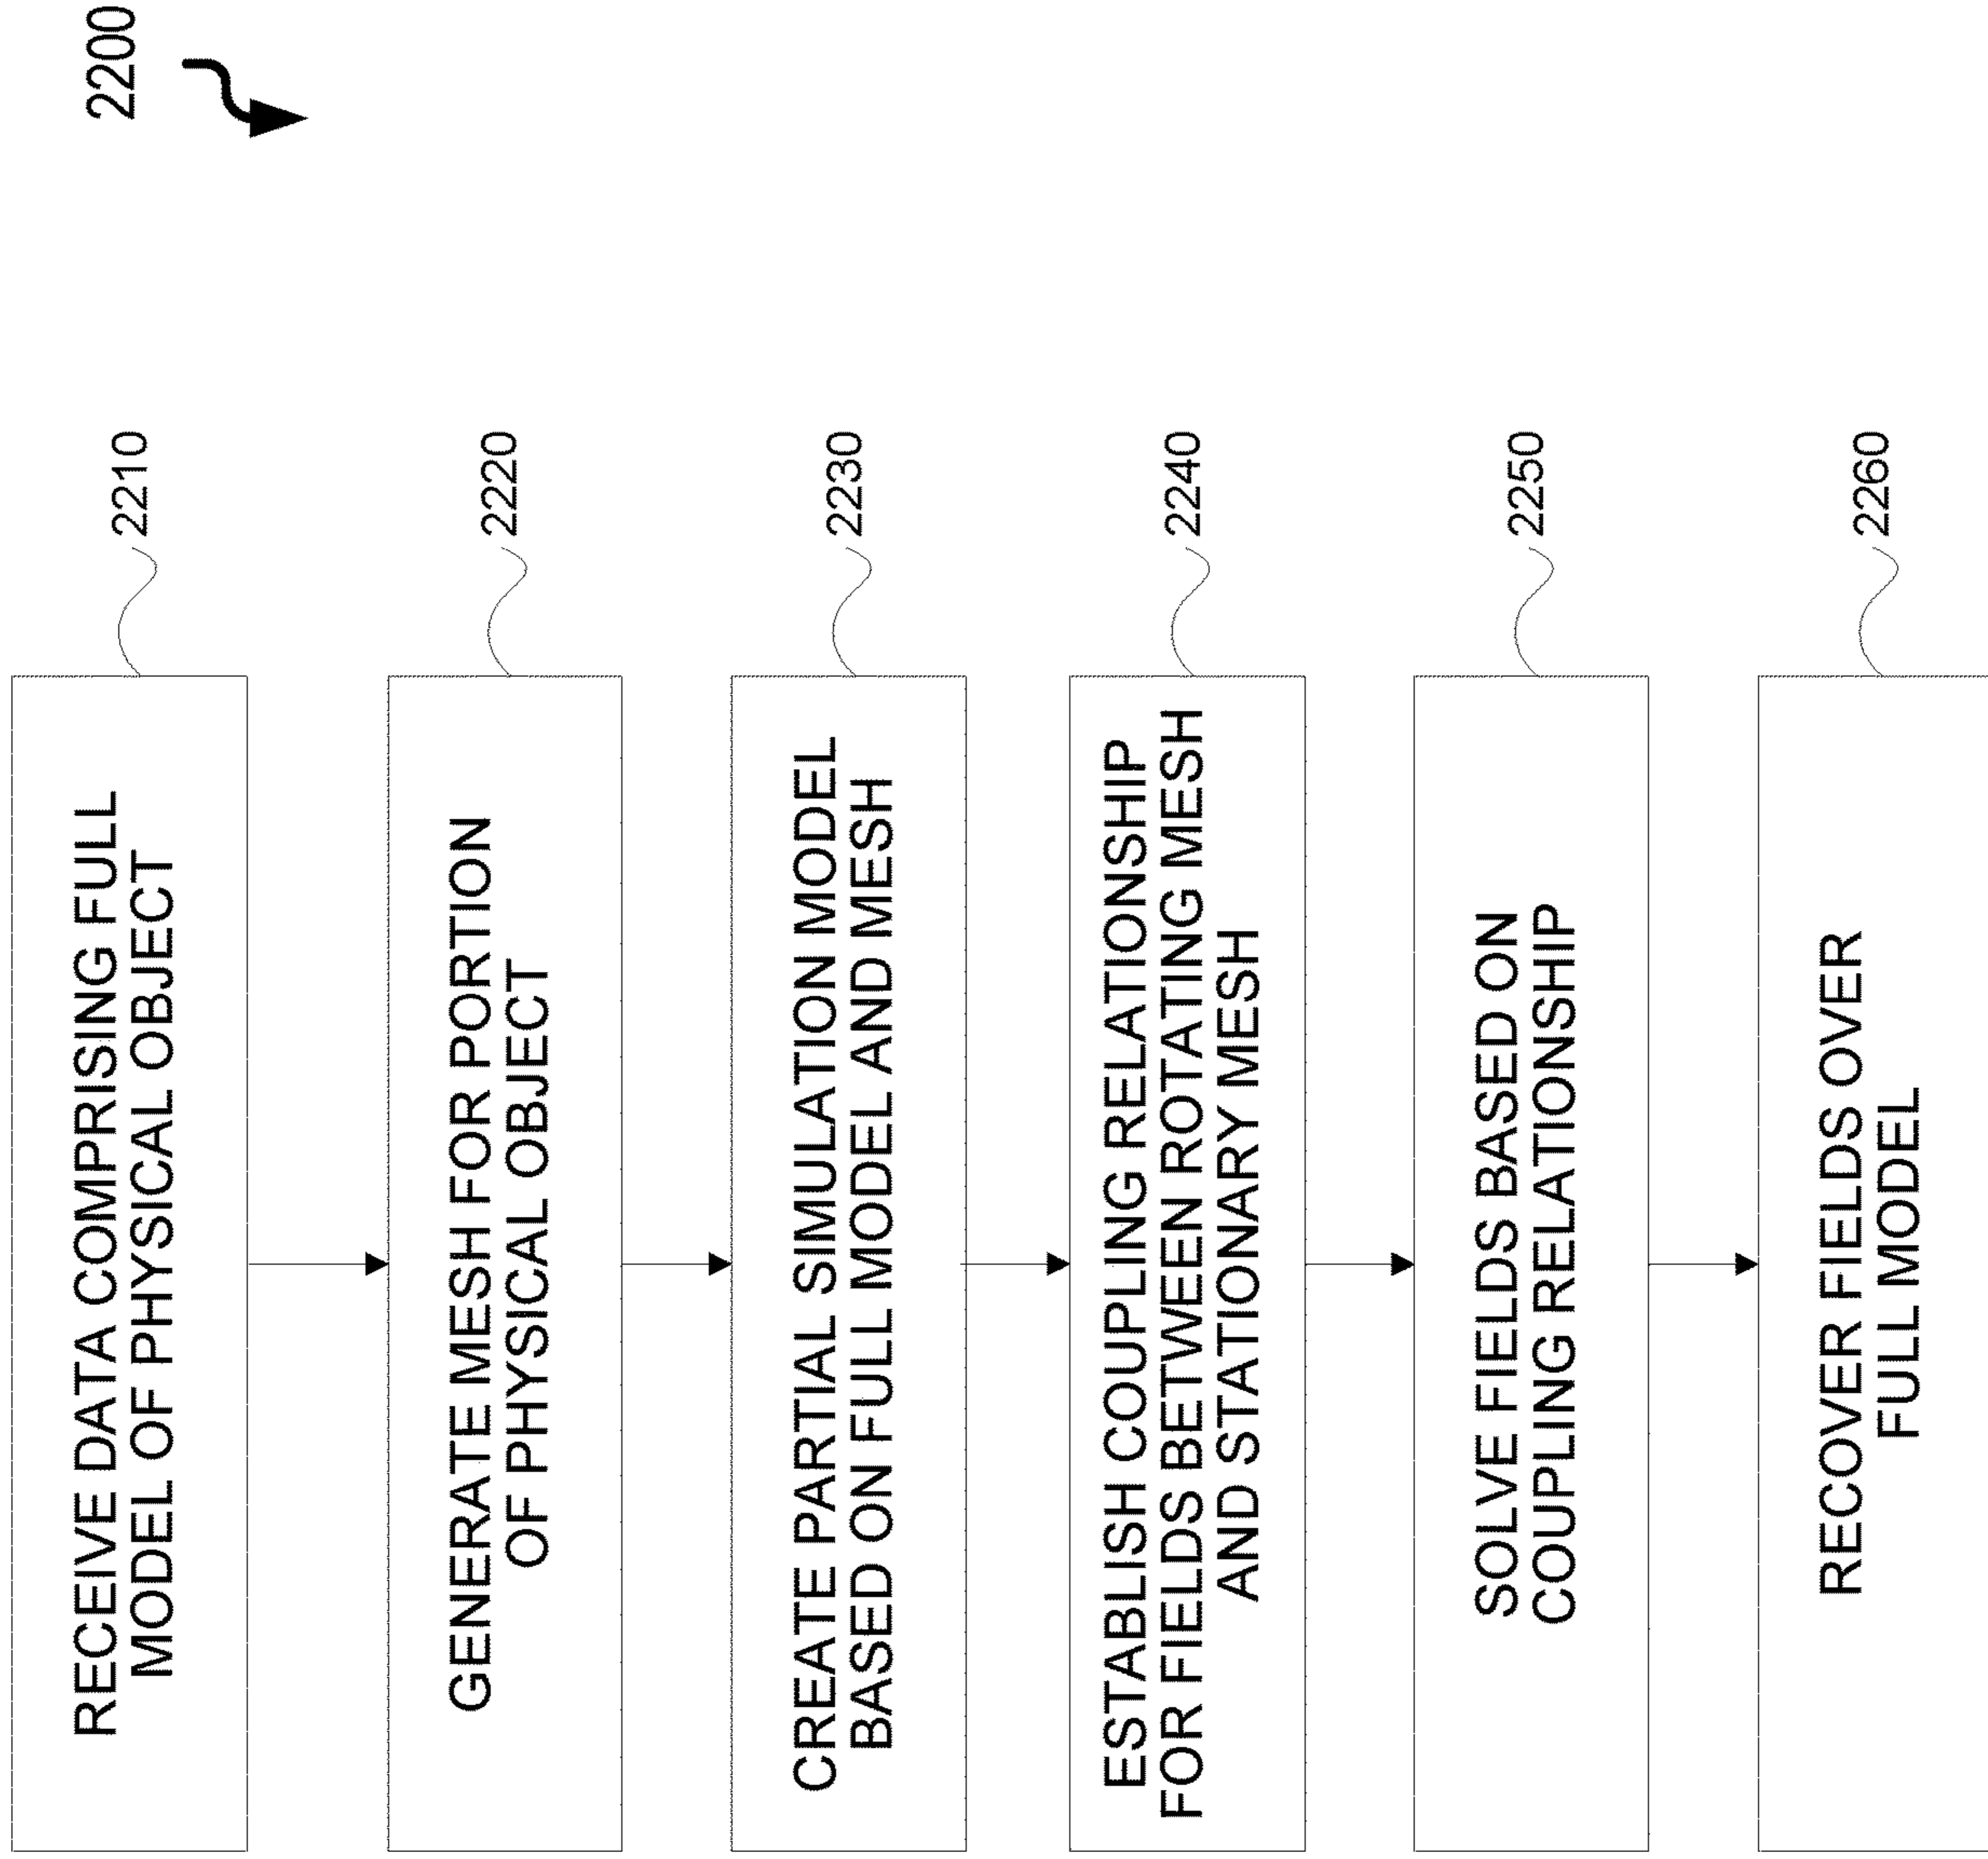 2200
RECEIVE DATA COMPRISING FULL
MODEL OF PHYSICAL OBJECT
2210
GENERATE MESH FOR PORTION
OF PHYSICAL OBJECT
2220
CREATE PARTIAL SIMULATION MODEL
BASED ON FULL MODEL AND MESH
2230
ESTABLISH COUPLING RELATIONSHIP
FOR FIELDS BETWEEN ROTATING MESH
AND STATIONARY MESH
2240
SOLVE FIELDS BASED ON
COUPLING RELATIONSHIP
2250
RECOVER FIELDS OVER
FULL MODEL
2260